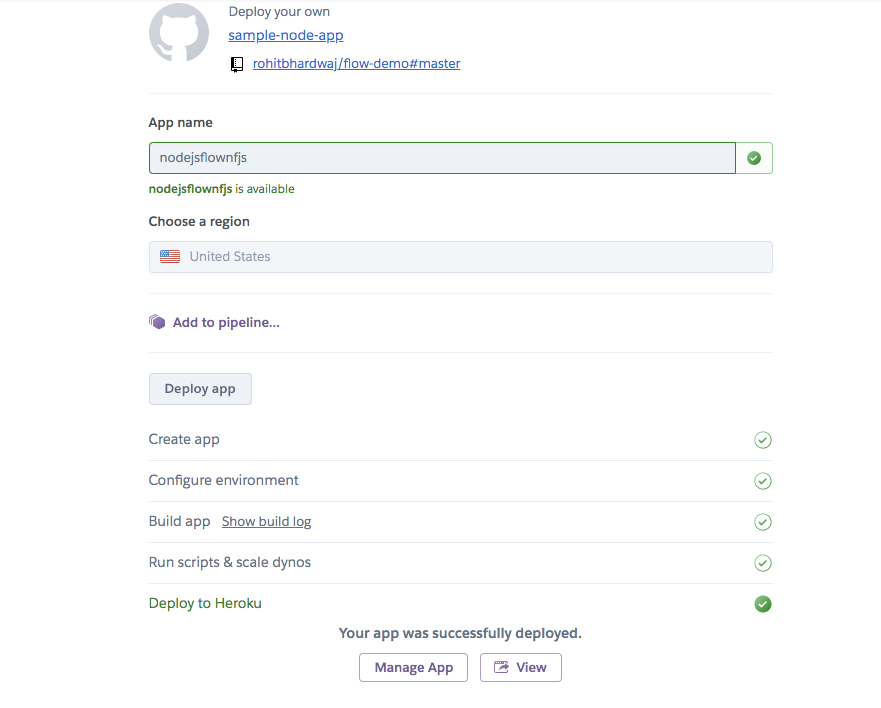 Deploy your own
sample-node-app
rohitbhardwaj/flow-demo#master
App name
nodejsflownfjs
nodejsflownfjs is available
Choose a region
United States
Add to pipeline...
Deploy app
Create app
Configure environment
Build app Show build log
Run scripts & scale dynos
Deploy to Heroku
Your app was successfully deployed.
Manage App View